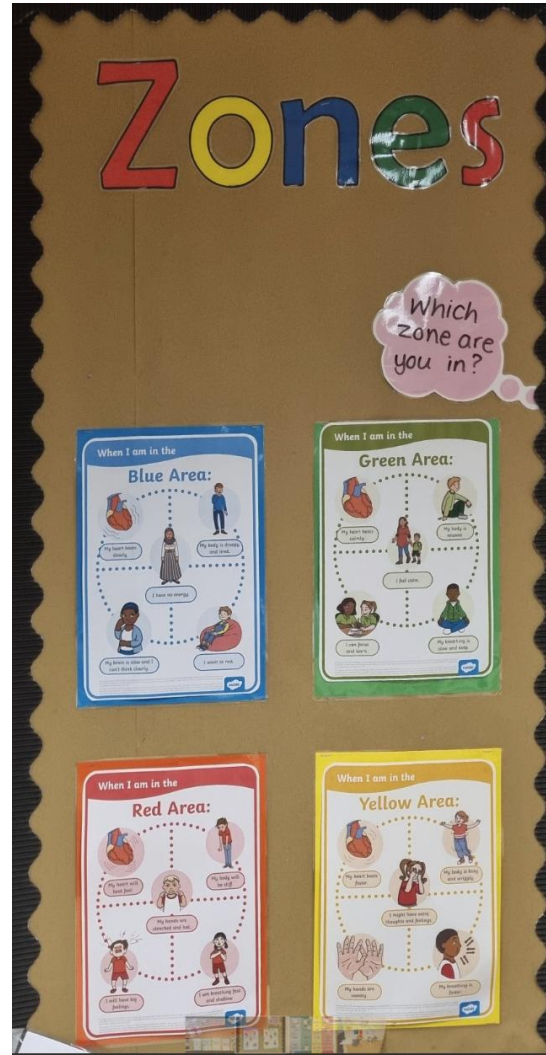 Zones
Which
zone are
you in?
When I am in the
Blue Area:
My heart beats
slowly.
My body is droopy
and tired.
I have no energy.
My brain is slow and I
can't think clearly.
I want to rest.
When I am in the
Green Area:
My heart beats
calmly.
My body is
relaxed.
I feel calm.
I can focus
and learn.
My breathing is
slow and easy.
When I am in the
Red Area:
My heart will
beat fast.
My body will
be stiff.
My hands are
clenched and hot.
I will have big
feelings.
I am breathing fast
and shallow.
When I am in the
Yellow Area:
My heart beats
faster.
My body is busy
and wriggly.
I might have worried
thoughts and feelings.
My hands are
sweaty.
My breathing is
faster.